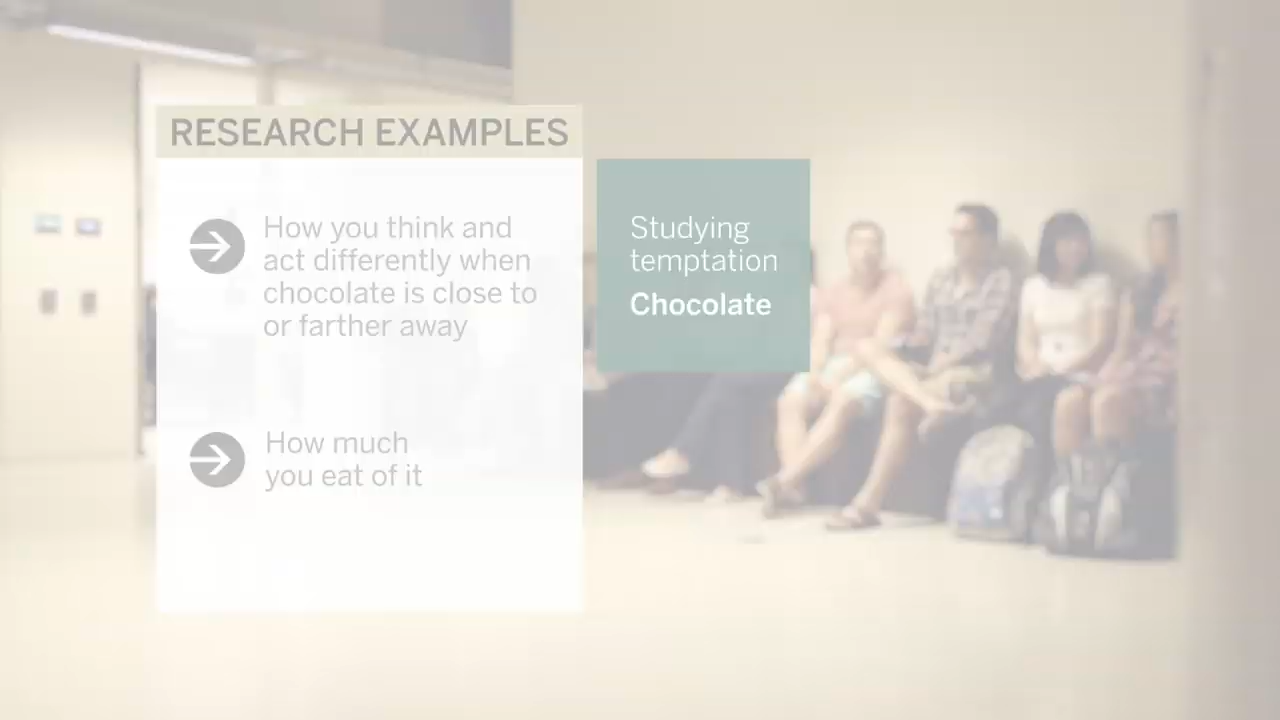 RESEARCH EXAMPLES
How you think and
act differently when
chocolate is close to
or farther away
How much
you eat of it
Studying
temptation
Chocolate